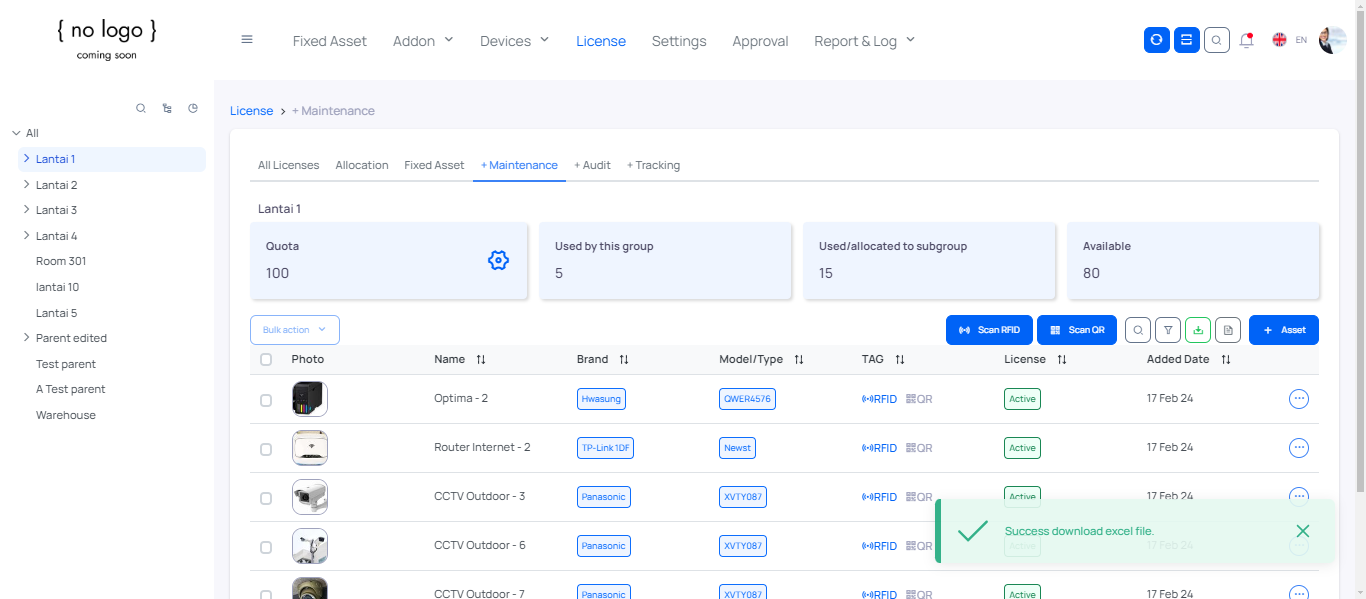 { no logo }
coming soon
Fixed Asset Addon Devices License Settings Approval Report & Log EN
All
Lantai 1
Lantai 2
Lantai 3
Lantai 4
Room 301
lantai 10
Lantai 5
Parent edited
Test parent
A Test parent
Warehouse
License > + Maintenance
All Licenses Allocation Fixed Asset + Maintenance + Audit + Tracking
Lantai 1
Quota
100
Used by this group
5
Used/allocated to subgroup
15
Available
80
Bulk action Scan RFID Scan QR + Asset
Photo Name Brand Model/Type TAG License Added Date
Optima - 2 Hwasung QWER4576 RFID QR Active 17 Feb 24
Router Internet - 2 TP-Link 1DF Newst RFID QR Active 17 Feb 24
CCTV Outdoor - 3 Panasonic XVTY087 RFID QR Active 17 Feb 24
CCTV Outdoor - 6 Panasonic XVTY087 RFID QR Active 17 Feb 24
Success download excel file.
CCTV Outdoor - 7 Panasonic XVTY087 RFID QR Active 17 Feb 24